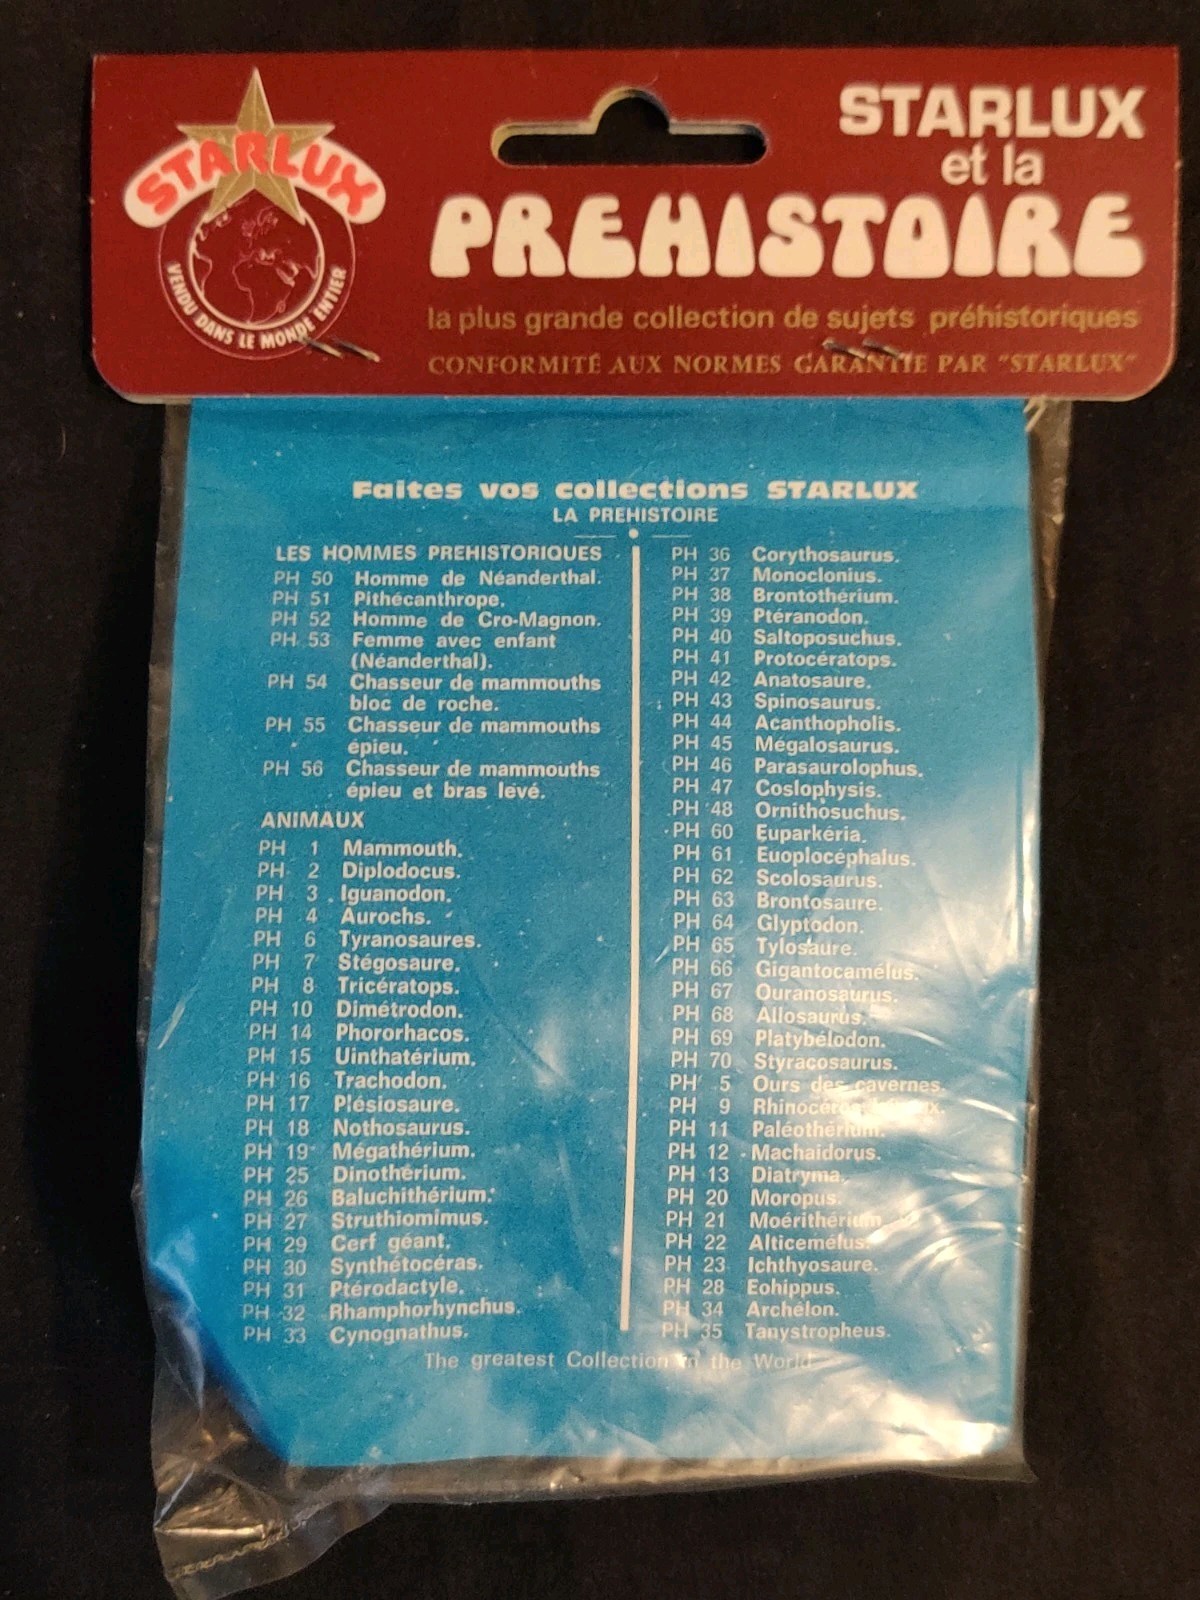 STARLUX
VENDU DANS LE MONDE ENTIER
STARLUX
et la
PREHISTOIRE
la plus grande collection de sujets préhistoriques
CONFORMITÉ AUX NORMES GARANTIE PAR "STARLUX"
Faites vos collections STARLUX
LA PREHISTOIRE
LES HOMMES PREHISTORIQUES
PH 50 Homme de Néanderthal.
PH 51 Pithécanthrope.
PH 52 Homme de Cro-Magnon.
PH 53 Femme avec enfant
(Néanderthal).
PH 54 Chasseur de mammouths
bloc de roche.
PH 55 Chasseur de mammouths
épieu.
PH 56 Chasseur de mammouths
épieu et bras levé.
ANIMAUX
PH 1 Mammouth.
PH 2 Diplodocus.
PH 3 Iguanodon.
PH 4 Aurochs.
PH 6 Tyranosaures.
PH 7 Stégosaure.
PH 8 Tricératops.
PH 10 Dimétrodon.
PH 14 Phororhacos.
PH 15 Uinthatérium.
PH 16 Trachodon.
PH 17 Plésiosaure.
PH 18 Nothosaurus.
PH 19 Mégathérium.
PH 25 Dinothérium.
PH 26 Baluchithérium.
PH 27 Struthiomimus.
PH 29 Cerf géant.
PH 30 Synthétocéras.
PH 31 Ptérodactyle.
PH 32 Rhamphorhynchus.
PH 33 Cynognathus.
PH 36 Corythosaurus.
PH 37 Monoclonius.
PH 38 Brontothérium.
PH 39 Ptéranodon.
PH 40 Saltoposuchus.
PH 41 Protocératops.
PH 42 Anatosaure.
PH 43 Spinosaurus.
PH 44 Acanthopholis.
PH 45 Mégalosaurus.
PH 46 Parasaurolophus.
PH 47 Coslophysis.
PH 48 Ornithosuchus.
PH 60 Euparkéria.
PH 61 Euoplocéphalus.
PH 62 Scolosaurus.
PH 63 Brontosaure.
PH 64 Glyptodon.
PH 65 Tylosaure.
PH 66 Gigantocamélus.
PH 67 Ouranosaurus.
PH 68 Allosaurus.
PH 69 Platybélodon.
PH 70 Styracosaurus.
PH 5 Ours des cavernes.
PH 9 Rhinocéros
PH 11 Paléothérium.
PH 12 Machaidorus.
PH 13 Diatryma.
PH 20 Moropus.
PH 21 Moérithérium
PH 22 Alticemélus.
PH 23 Ichthyosaure.
PH 28 Eohippus.
PH 34 Archélon.
PH 35 Tanystropheus.
The greatest Collection in the World